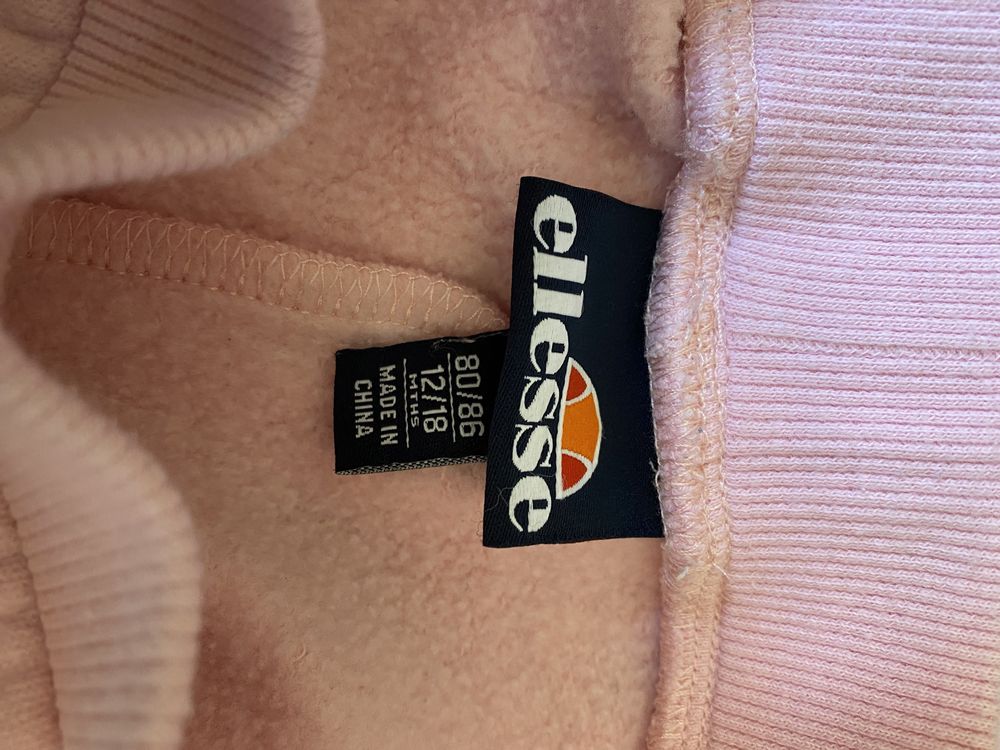 ellesse
80/86
12/18
MTHS
MADE IN
CHINA